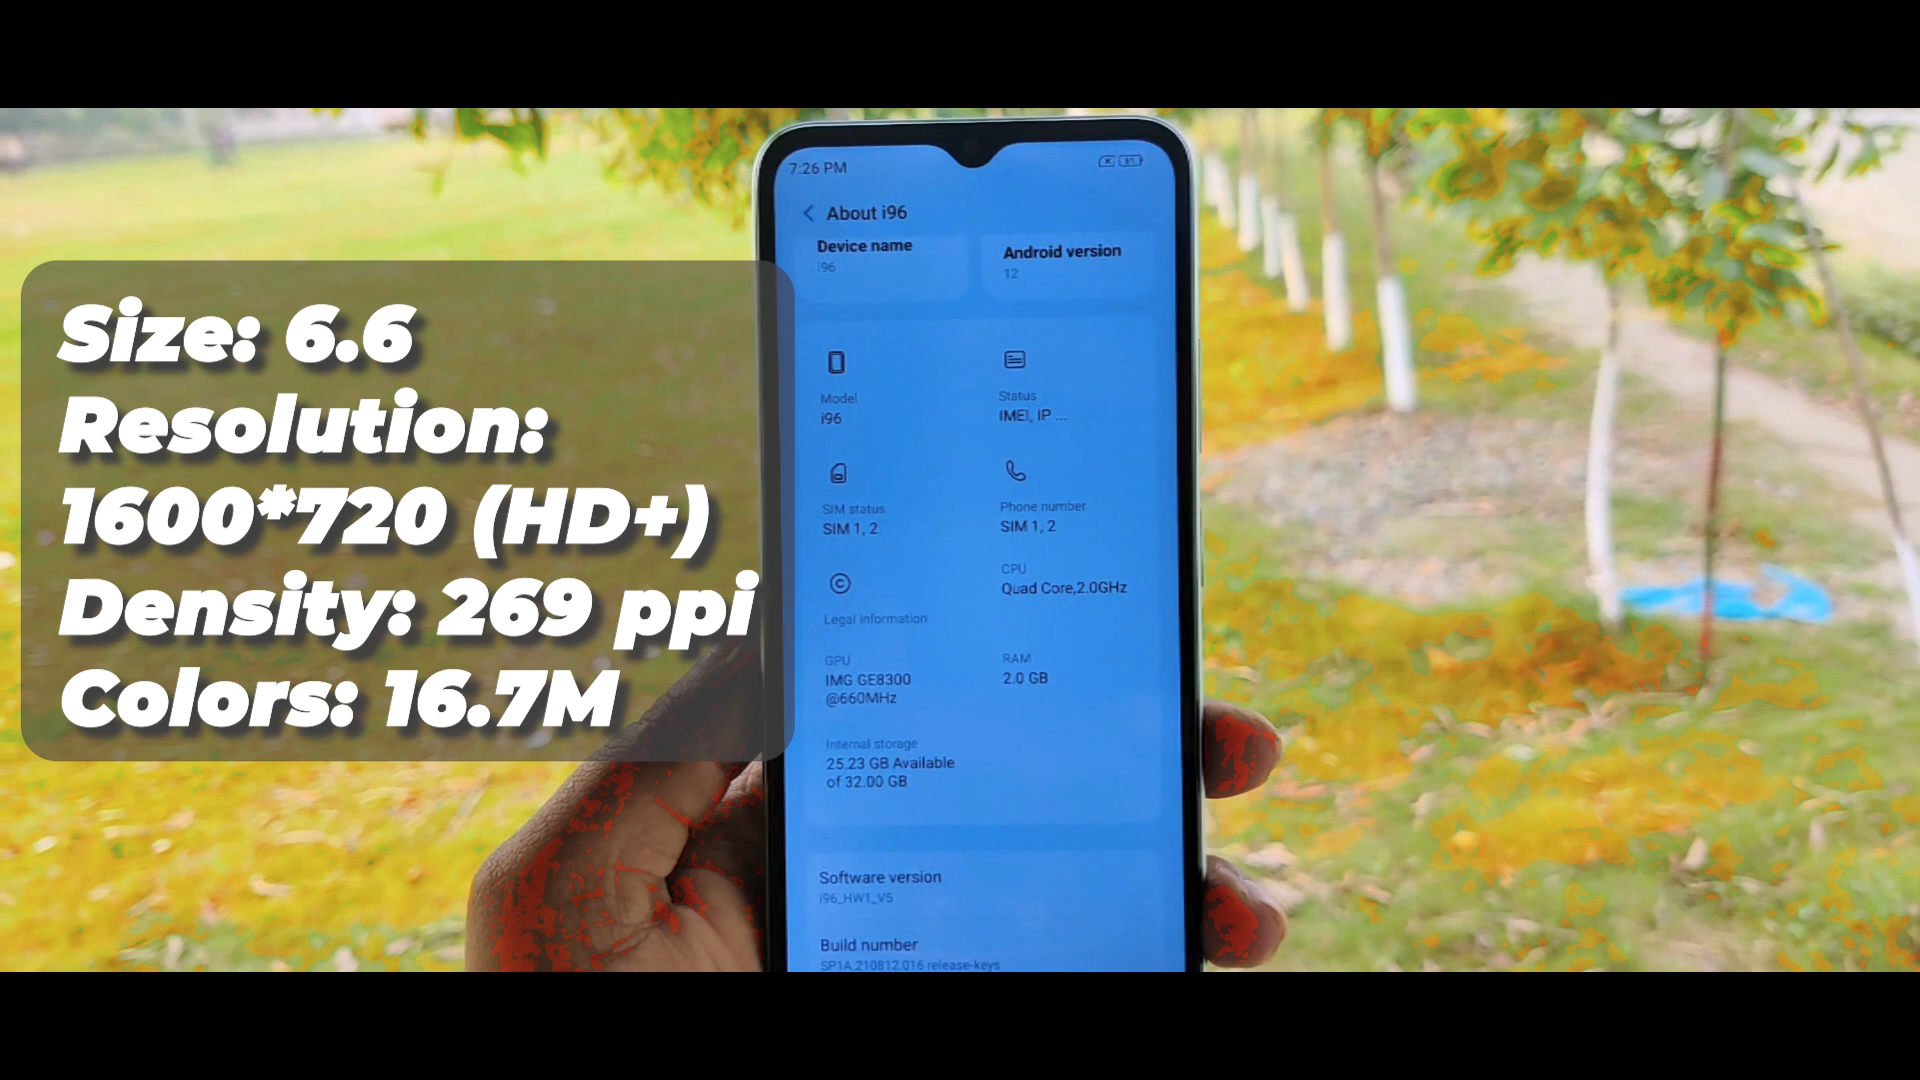 Size: 6.6
Resolution:
1600*720 (HD+)
Density: 269 ppi
Colors: 16.7M
7:26 PM
51
About i96
Device name
i96
Android version
12
Model
i96
Status
IMEI, IP ...
SIM status
SIM 1, 2
Phone number
SIM 1, 2
Legal information
CPU
Quad Core,2.0GHz
GPU
IMG GE8300
@660MHz
RAM
2.0 GB
Internal storage
25.23 GB Available
of 32.00 GB
Software version
i96_HW1_V5
Build number
SP1A.210812.016 release-keys